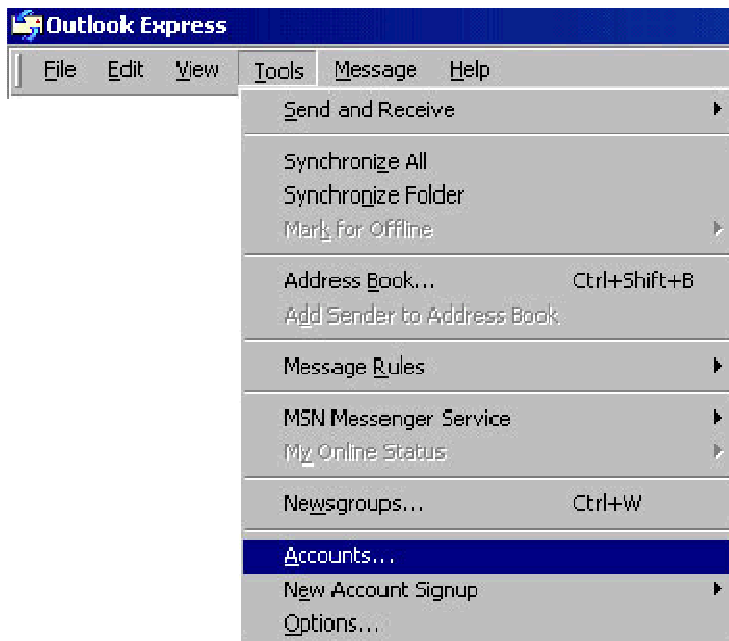 Outlook Express
File Edit View Tools Message Help
Send and Receive
Synchronize All
Synchronize Folder
Mark for Offline
Address Book... Ctrl+Shift+B
Add Sender to Address Book
Message Rules
MSN Messenger Service
My Online Status
Newsgroups... Ctrl+W
Accounts...
New Account Signup
Options...